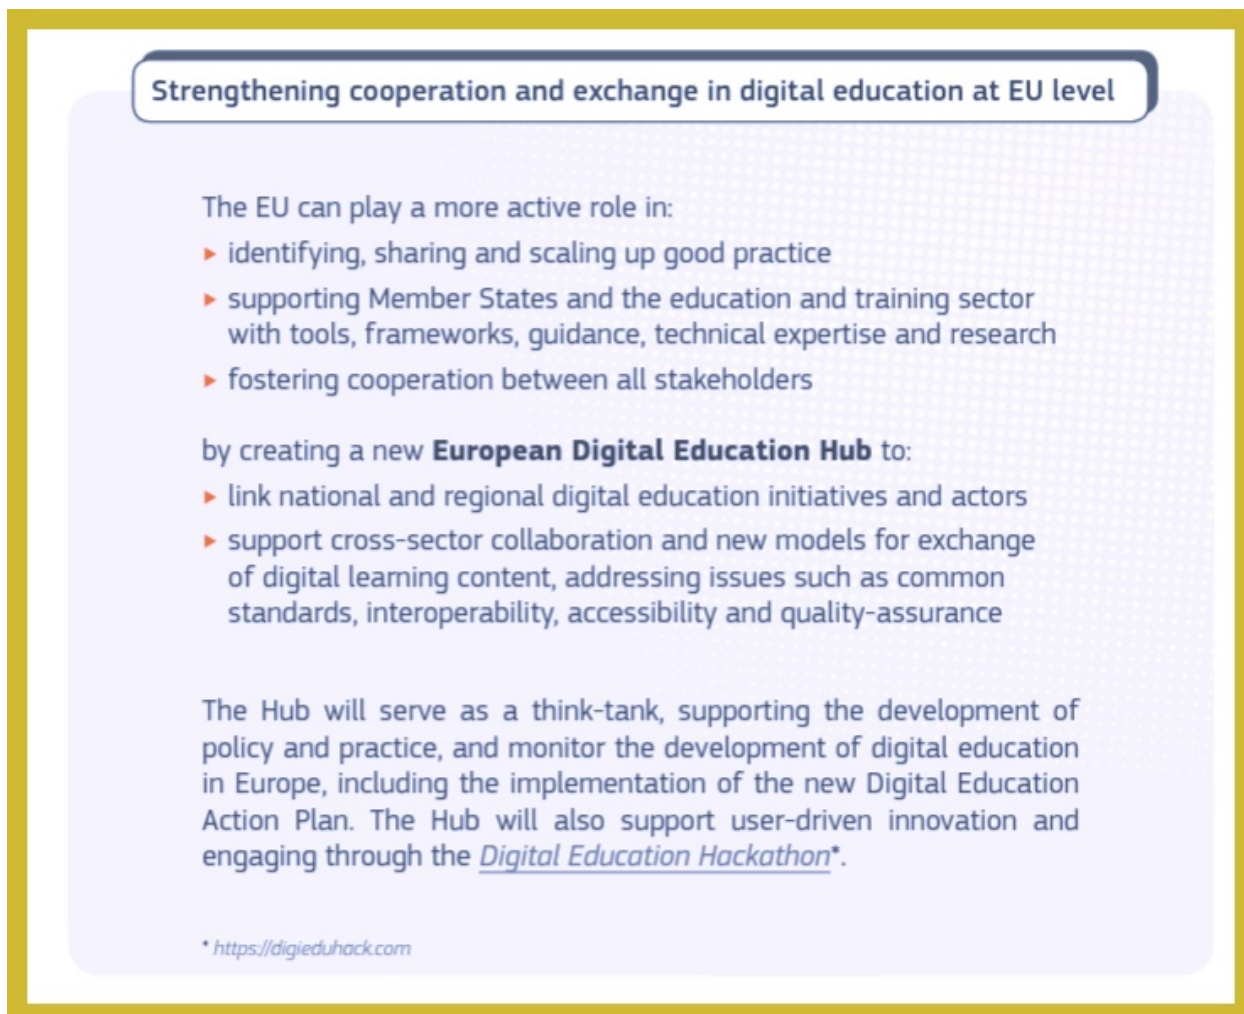 Strengthening cooperation and exchange in digital education at EU level
The EU can play a more active role in:
▸ identifying, sharing and scaling up good practice
▸ supporting Member States and the education and training sector
with tools, frameworks, guidance, technical expertise and research
▸ fostering cooperation between all stakeholders
by creating a new European Digital Education Hub to:
▸ link national and regional digital education initiatives and actors
▸ support cross-sector collaboration and new models for exchange
of digital learning content, addressing issues such as common
standards, interoperability, accessibility and quality-assurance
The Hub will serve as a think-tank, supporting the development of
policy and practice, and monitor the development of digital education
in Europe, including the implementation of the new Digital Education
Action Plan. The Hub will also support user-driven innovation and
engaging through the Digital Education Hackathon*.
* https://digieduhack.com